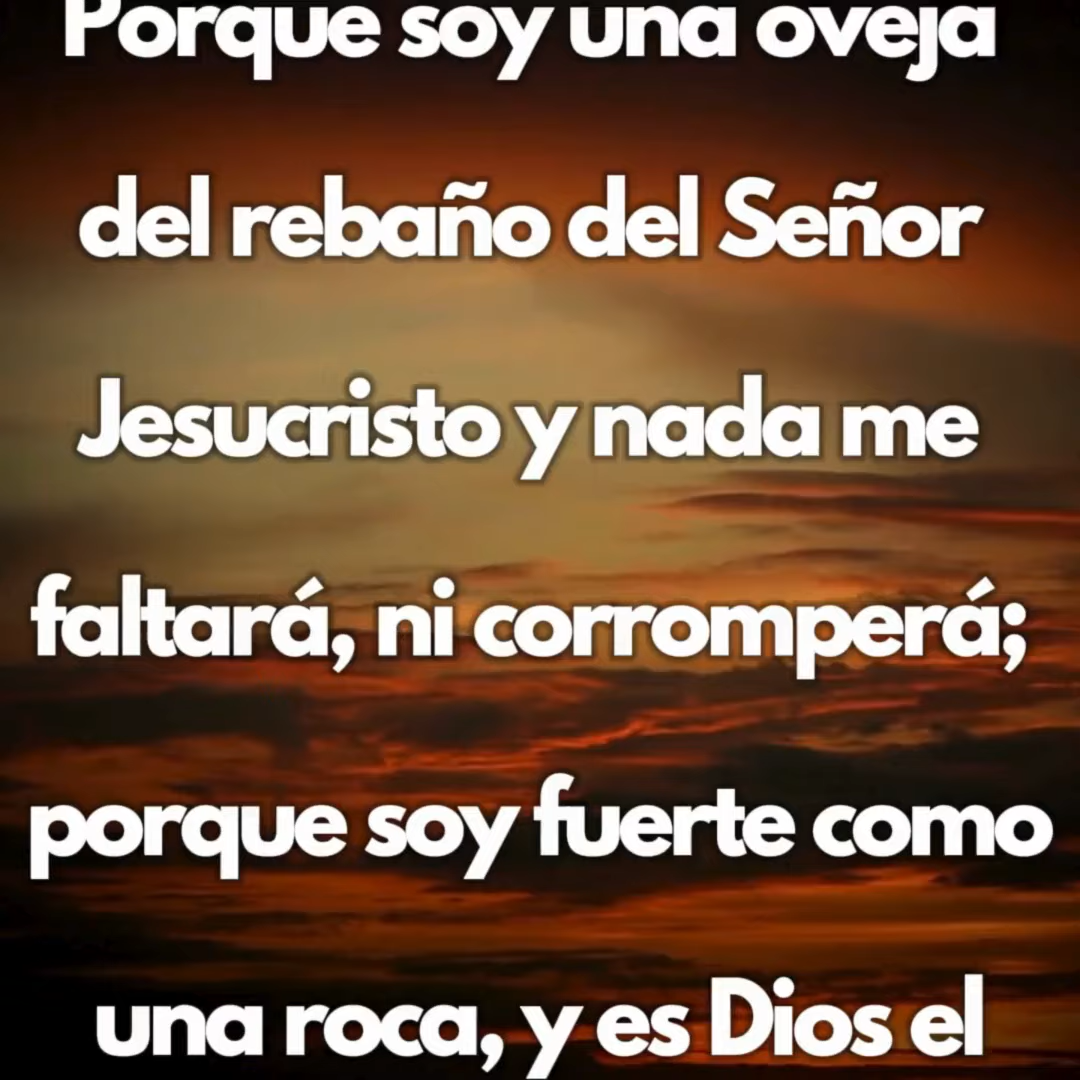 Porque soy una oveja
del rebaño del Señor
Jesucristo y nada me
faltará, ni corromperá;
porque soy fuerte como
una roca, y es Dios el